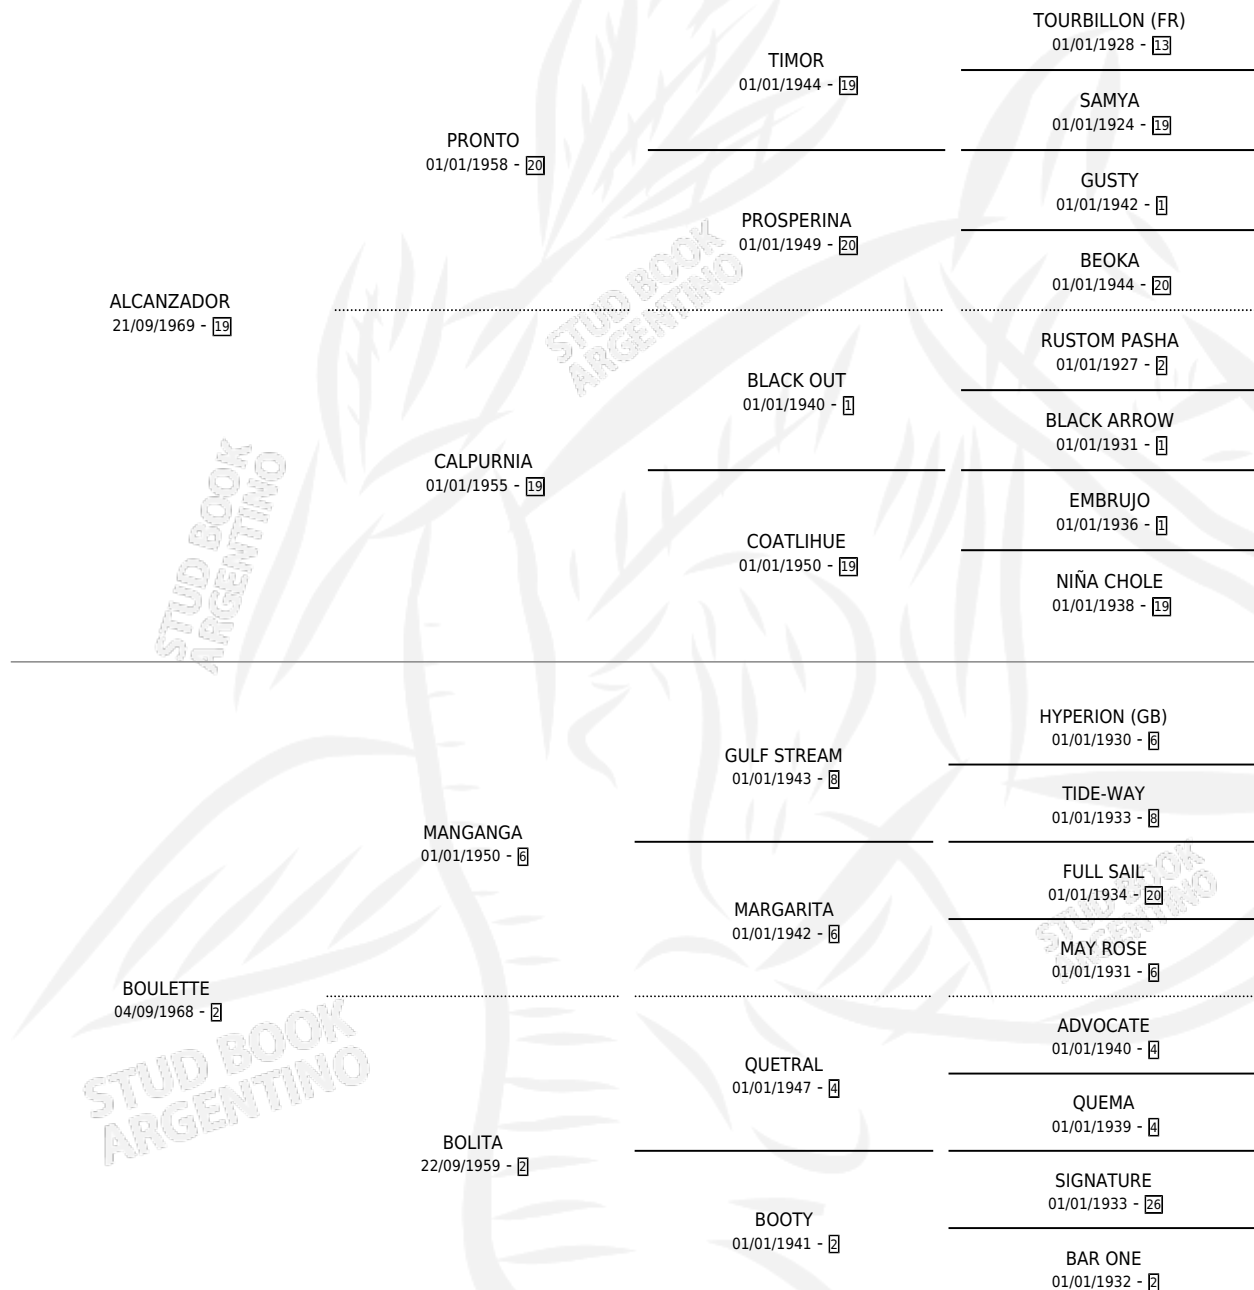 TOURBILLON (FR)
01/01/1928 - 13
TIMOR
01/01/1944 - 19
SAMYA
01/01/1924 - 19
PRONTO
01/01/1958 - 20
GUSTY
01/01/1942 - 1
PROSPERINA
01/01/1949 - 20
BEOKA
01/01/1944 - 20
ALCANZADOR
21/09/1969 - 19
STUD BOOK
ARGENTINO
RUSTOM PASHA
01/01/1927 - 2
BLACK OUT
01/01/1940 - 1
BLACK ARROW
01/01/1931 - 1
CALPURNIA
01/01/1955 - 19
EMBRUJO
01/01/1936 - 1
COATLIHUE
01/01/1950 - 19
NIÑA CHOLE
01/01/1938 - 19
STUD BOOK
ARGENTINO
HYPERION (GB)
01/01/1930 - 6
GULF STREAM
01/01/1943 - 8
TIDE-WAY
01/01/1933 - 8
MANGANGA
01/01/1950 - 6
FULL SAIL
01/01/1934 - 20
MARGARITA
01/01/1942 - 6
STUD BOOK
ARGENTINO
MAY ROSE
01/01/1931 - 6
BOULETTE
04/09/1968 - 2
STUD BOOK
ARGENTINO
ADVOCATE
01/01/1940 - 4
QUETRAL
01/01/1947 - 4
QUEMA
01/01/1939 - 4
BOLITA
22/09/1959 - 2
SIGNATURE
01/01/1933 - 26
BOOTY
01/01/1941 - 2
BAR ONE
01/01/1932 - 2